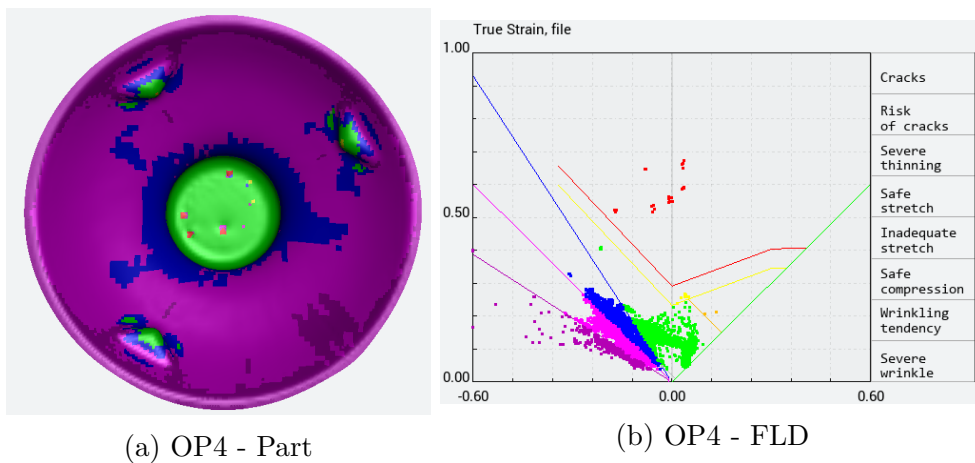 True Strain, file
1.00
0.50
0.00
-0.60
0.00
0.60
Cracks
Risk
of cracks
Severe
thinning
Safe
stretch
Inadequate
stretch
Safe
compression
Wrinkling
tendency
Severe
wrinkle
(a) OP4 - Part
(b) OP4 - FLD